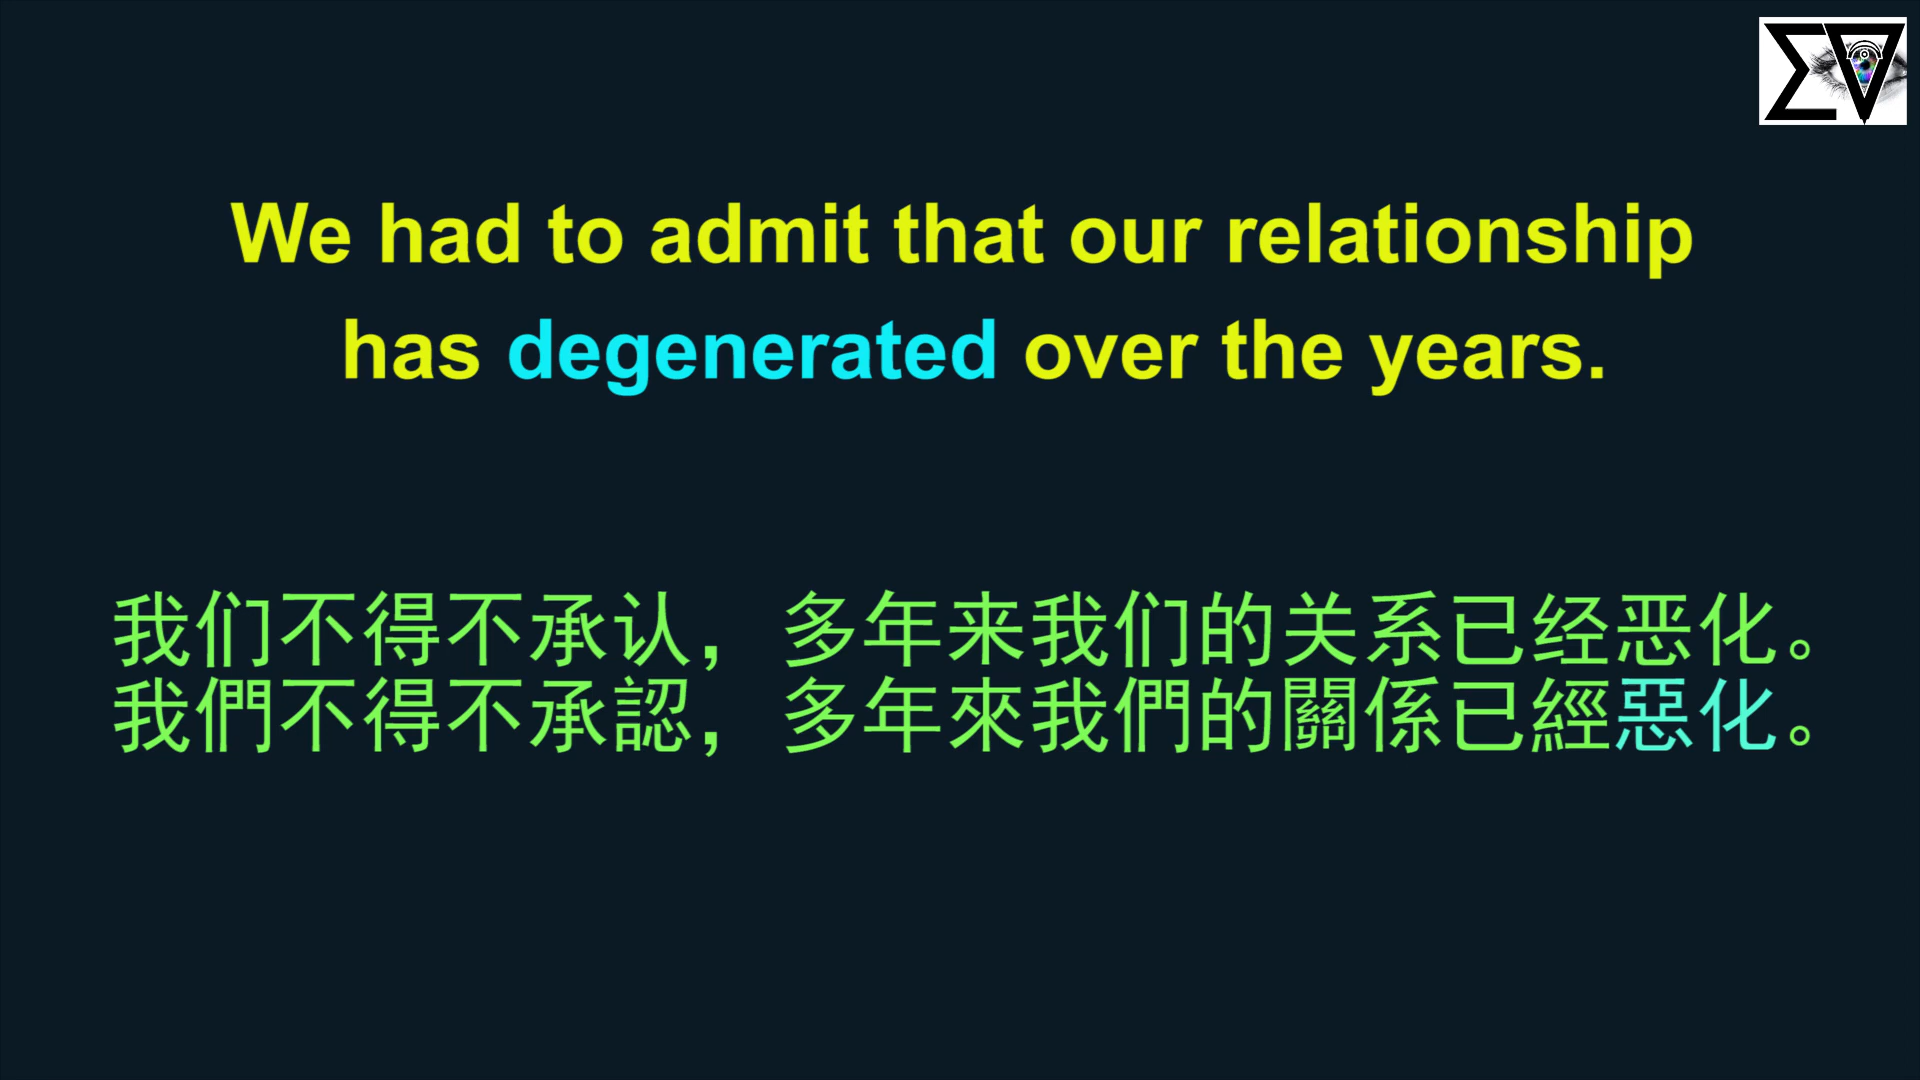 We had to admit that our relationship
has degenerated over the years.
我们不得不承认，多年来我们的关系已经恶化。
我們不得不承認，多年來我們的關係已經惡化。